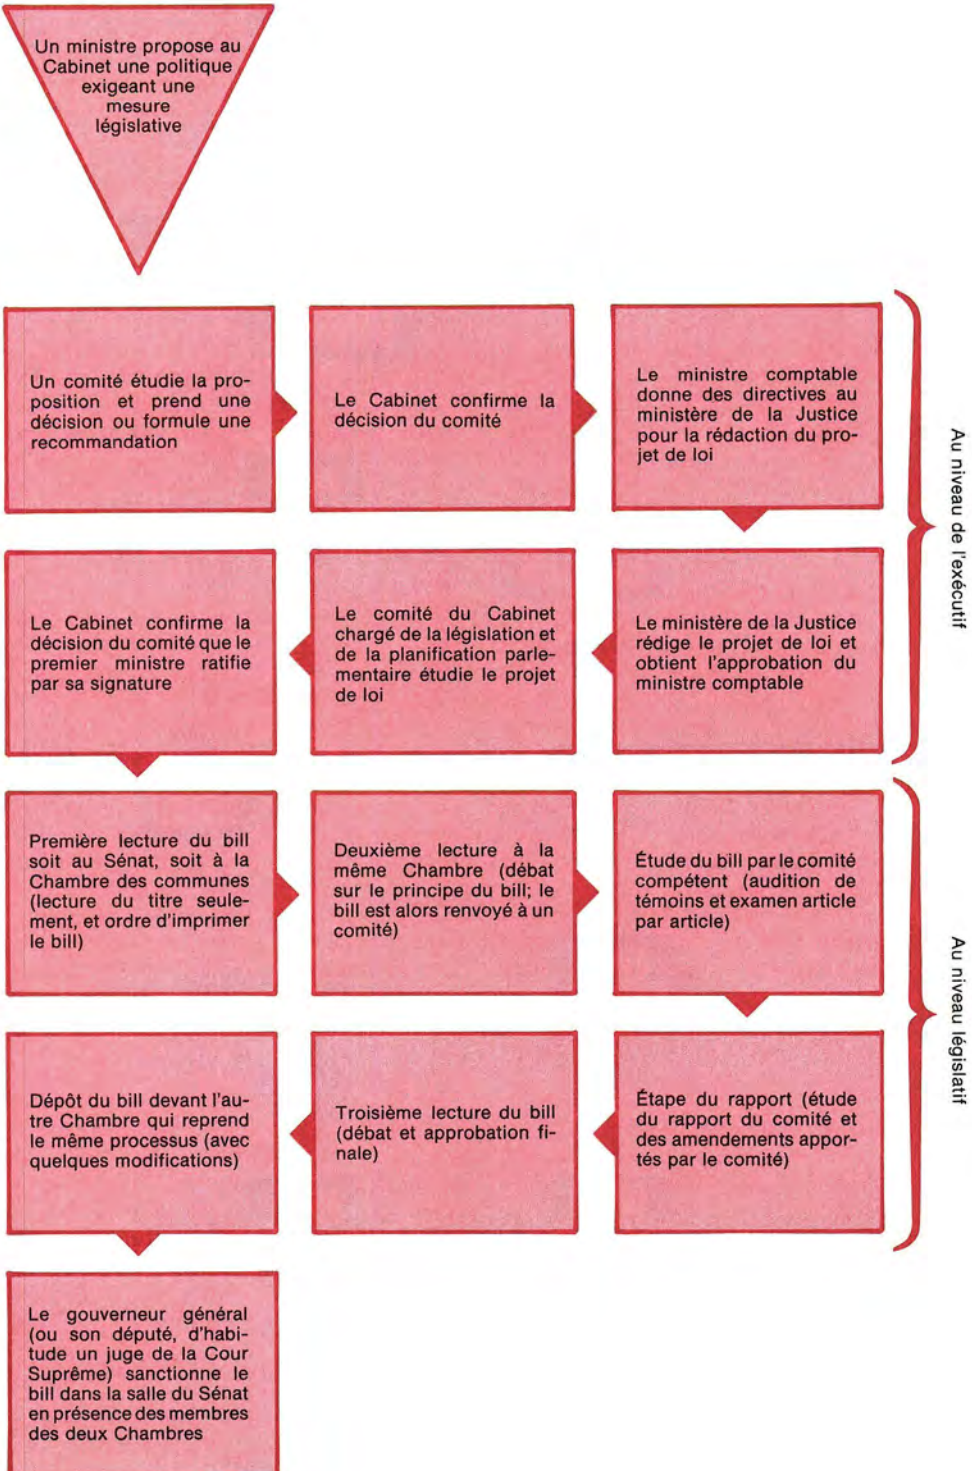 Un ministre propose au
Cabinet une politique
exigeant une
mesure
législative
Un comité étudie la pro-
position et prend une
décision ou formule une
recommandation
Le Cabinet confirme la
décision du comité
Le ministre comptable
donne des directives au
ministère de la Justice
pour la rédaction du pro-
jet de loi
Au niveau de l'exécutif
Le ministère de la Justice
rédige le projet de loi et
obtient l'approbation du
ministre comptable
Le comité du Cabinet
chargé de la législation et
de la planification parle-
mentaire étudie le projet
de loi
Le Cabinet confirme la
décision du comité que le
premier ministre ratifie
par sa signature
Première lecture du bill
soit au Sénat, soit à la
Chambre des communes
(lecture du titre seule-
ment, et ordre d'imprimer
le bill)
Deuxième lecture à la
même Chambre (débat
sur le principe du bill; le
bill est alors renvoyé à un
comité)
Étude du bill par le comité
compétent (audition de
témoins et examen article
par article)
Au niveau législatif
Étape du rapport (étude
du rapport du comité et
des amendements appor-
tés par le comité)
Troisième lecture du bill
(débat et approbation fi-
nale)
Dépôt du bill devant l'au-
tre Chambre qui reprend
le même processus (avec
quelques modifications)
Le gouverneur général
(ou son député, d'habi-
tude un juge de la Cour
Suprême) sanctionne le
bill dans la salle du Sénat
en présence des membres
des deux Chambres